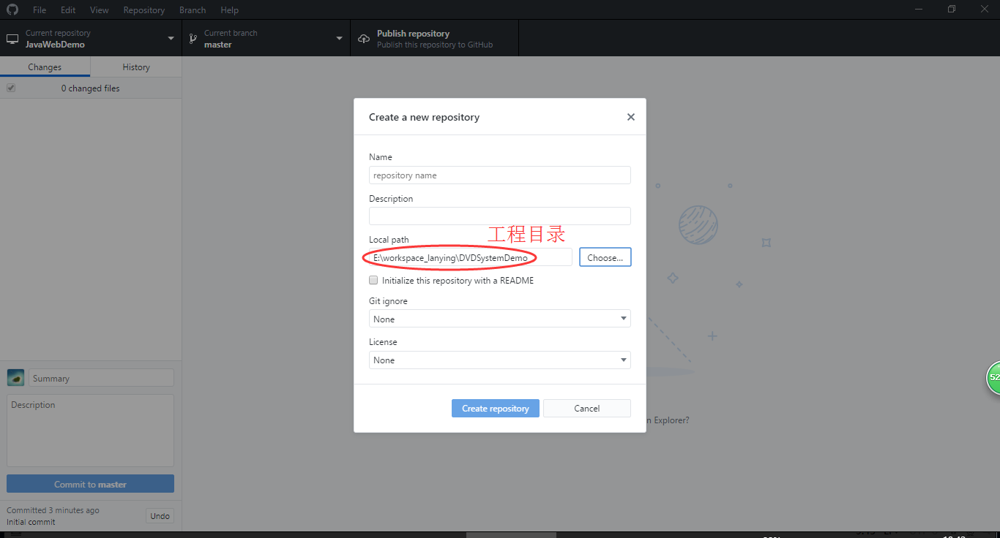 File Edit View Repository Branch Help
Current repository
JavaWebDemo
Current branch
master
Publish repository
Publish this repository to GitHub
Changes History
0 changed files
Create a new repository
Name
repository name
Description
工程目录
Local path
E:\workspace_lanying\DVDSystemDemo
Choose...
Initialize this repository with a README
Git ignore
None
License
None
Create repository Cancel
n Explorer?
52
Summary
Description
Commit to master
Committed 3 minutes ago
Initial commit
Undo